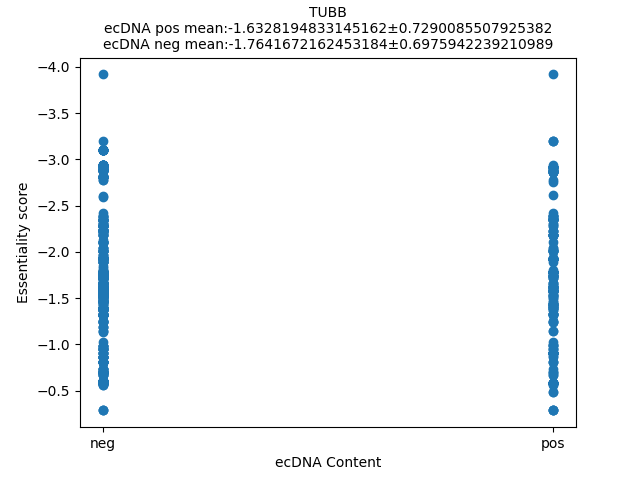 TUBB
ecDNA pos mean:-1.6328194833145162±0.7290085507925382
ecDNA neg mean:-1.7641672162453184±0.6975942239210989
−4.0
−3.5
−3.0
−2.5
−2.0
−1.5
−1.0
−0.5
Essentiality score
neg
pos
ecDNA Content